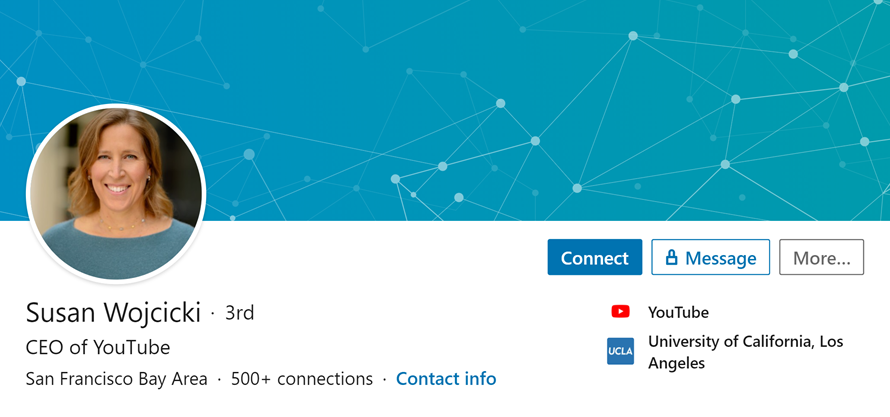 Connect
Message
More...
Susan Wojcicki · 3rd
CEO of YouTube
San Francisco Bay Area · 500+ connections · Contact info
YouTube
UCLA
University of California, Los
Angeles